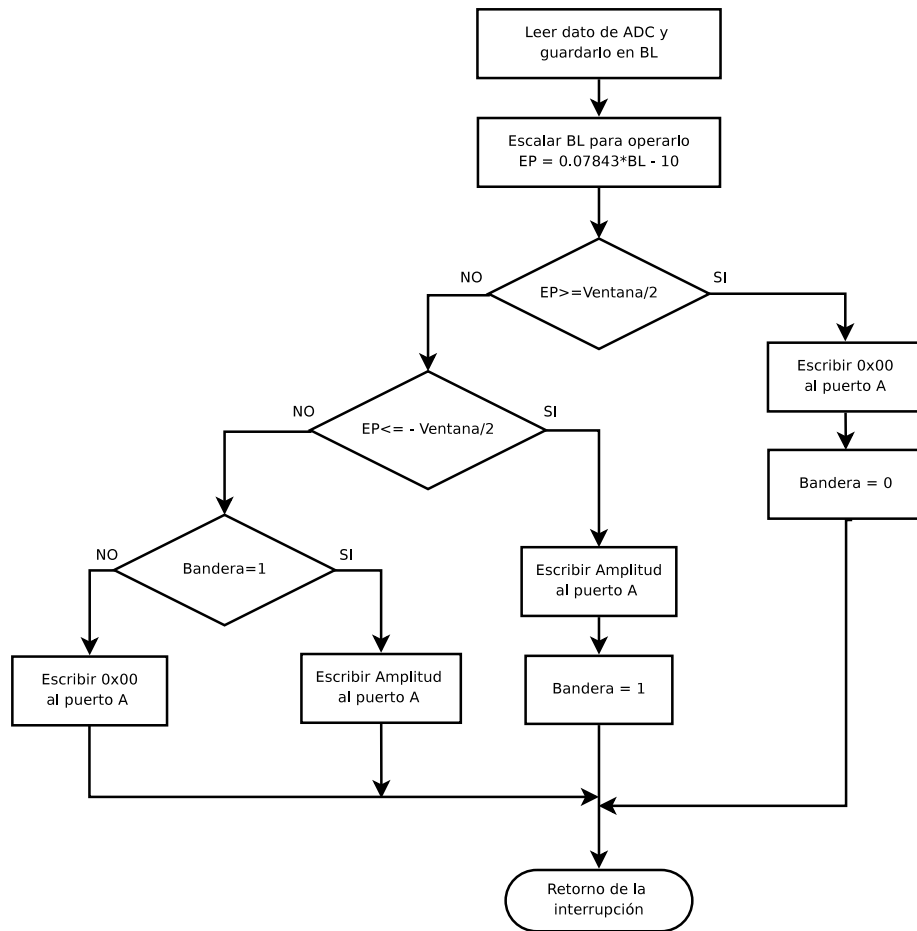 Leer dato de ADC y
guardarlo en BL
Escalar BL para operarlo
EP = 0.07843*BL - 10
NO
SI
EP>=Ventana/2
Escribir 0x00
al puerto A
NO
SI
EP<= - Ventana/2
Bandera = 0
NO
SI
Bandera=1
Escribir Amplitud
al puerto A
Escribir 0x00
al puerto A
Escribir Amplitud
al puerto A
Bandera = 1
Retorno de la
interrupción